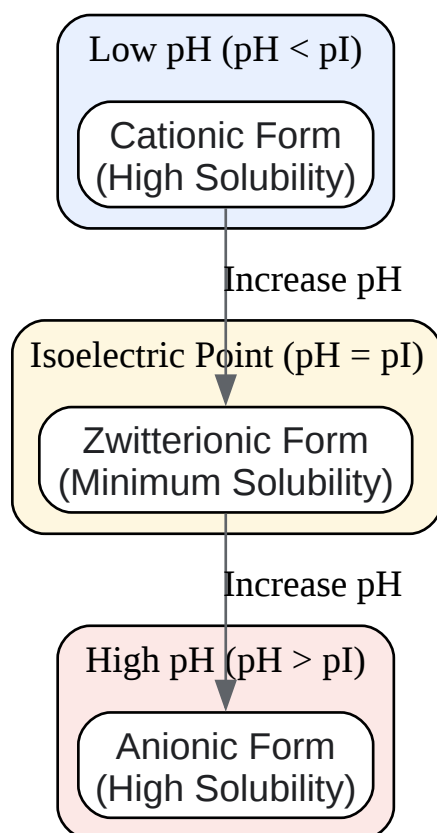 Low pH (pH < pI)
Cationic Form
(High Solubility)
Increase pH
Isoelectric Point (pH = pI)
Zwitterionic Form
(Minimum Solubility)
Increase pH
High pH (pH > pI)
Anionic Form
(High Solubility)